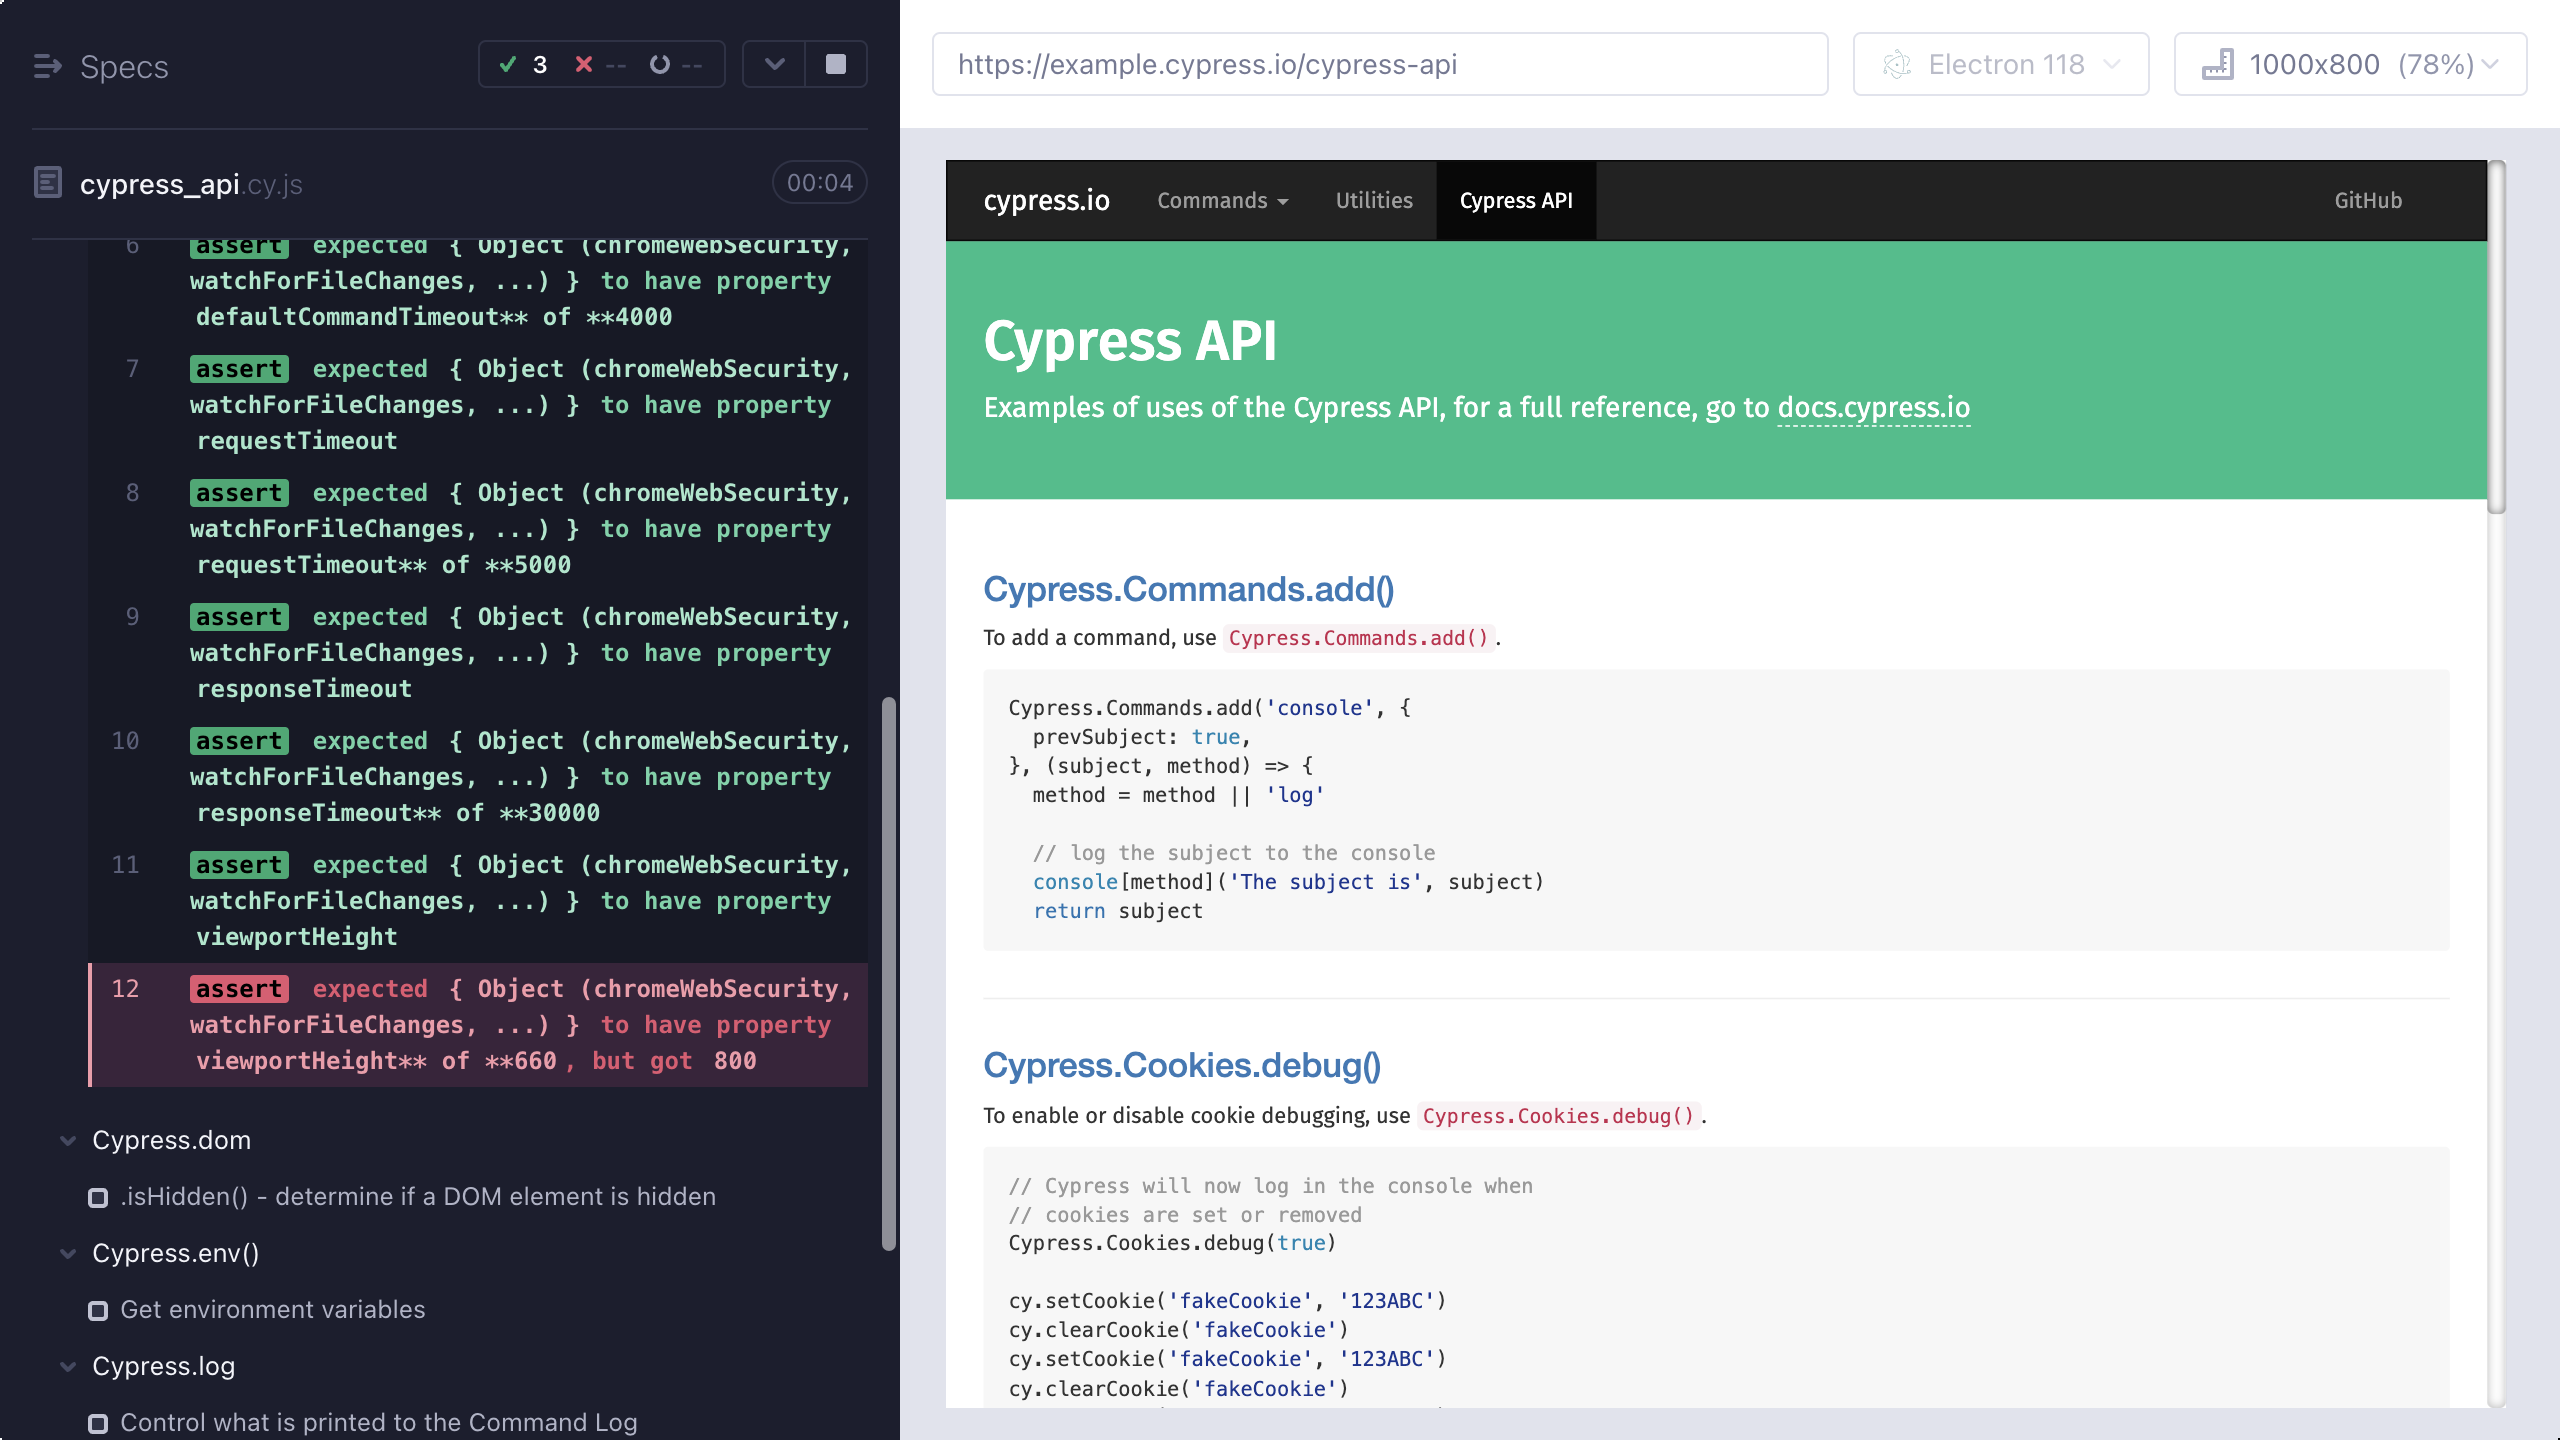 Specs
3 -- --
cypress_api.cy.js 00:04
6 assert expected { Object (chromeWebSecurity,
watchForFileChanges, ...) } to have property
defaultCommandTimeout** of **4000
7 assert expected { Object (chromeWebSecurity,
watchForFileChanges, ...) } to have property
requestTimeout
8 assert expected { Object (chromeWebSecurity,
watchForFileChanges, ...) } to have property
requestTimeout** of **5000
9 assert expected { Object (chromeWebSecurity,
watchForFileChanges, ...) } to have property
responseTimeout
10 assert expected { Object (chromeWebSecurity,
watchForFileChanges, ...) } to have property
responseTimeout** of **30000
11 assert expected { Object (chromeWebSecurity,
watchForFileChanges, ...) } to have property
viewportHeight
12 assert expected { Object (chromeWebSecurity,
watchForFileChanges, ...) } to have property
viewportHeight** of **660, but got 800
Cypress.dom
.isHidden() - determine if a DOM element is hidden
Cypress.env()
Get environment variables
Cypress.log
Control what is printed to the Command Log
https://example.cypress.io/cypress-api
Electron 118
1000x800 (78%)
cypress.io Commands Utilities Cypress API GitHub
Cypress API
Examples of uses of the Cypress API, for a full reference, go to docs.cypress.io
Cypress.Commands.add()
To add a command, use Cypress.Commands.add().
Cypress.Commands.add('console', {
prevSubject: true,
}, (subject, method) => {
method = method || 'log'
// log the subject to the console
console[method]('The subject is', subject)
return subject
Cypress.Cookies.debug()
To enable or disable cookie debugging, use Cypress.Cookies.debug().
// Cypress will now log in the console when
// cookies are set or removed
Cypress.Cookies.debug(true)
cy.setCookie('fakeCookie', '123ABC')
cy.clearCookie('fakeCookie')
cy.setCookie('fakeCookie', '123ABC')
cy.clearCookie('fakeCookie')